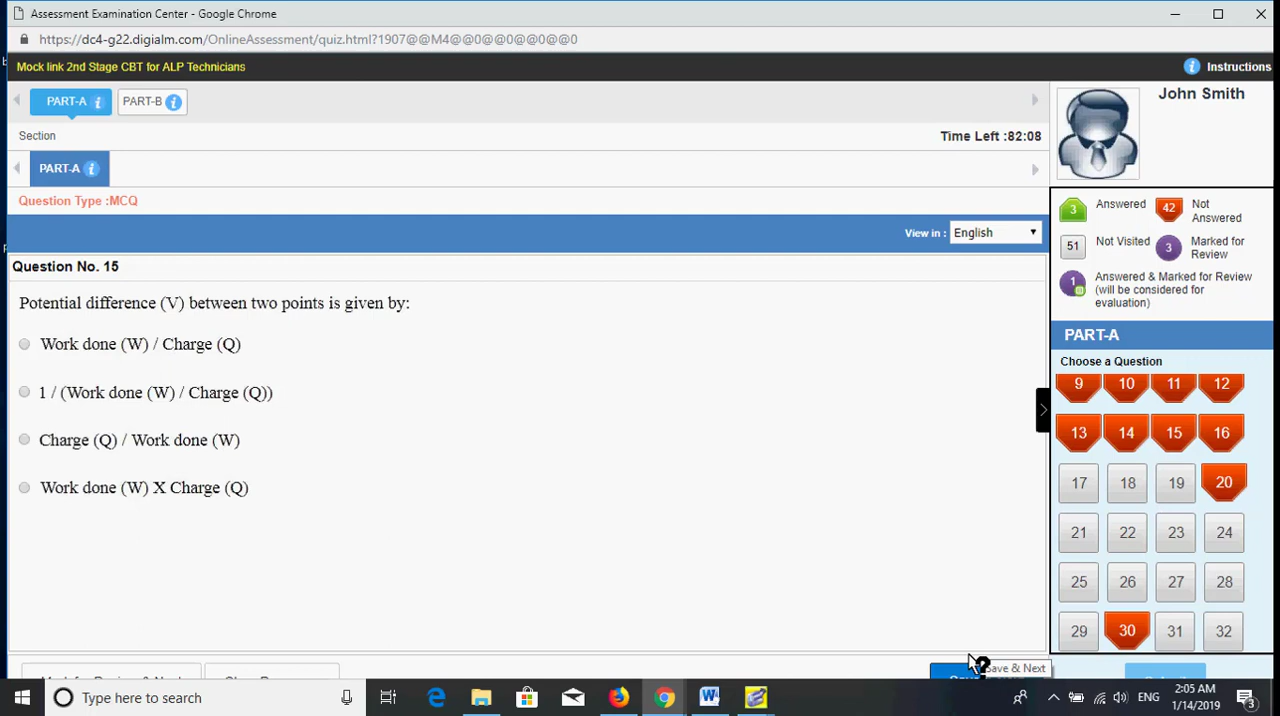 Assessment Examination Center - Google Chrome
https://dc4-g22.digialm.com/OnlineAssessment/quiz.html?1907@@M4@@0@@0@@0@@0
Mock link 2nd Stage CBT for ALP Technicians
Instructions
PART-A
PART-B
John Smith
Section
Time Left :82:08
PART-A
Question Type :MCQ
3 Answered
42 Not Answered
51 Not Visited
3 Marked for Review
1 Answered & Marked for Review (will be considered for evaluation)
View in : English
Question No. 15
Potential difference (V) between two points is given by:
Work done (W) / Charge (Q)
1 / (Work done (W) / Charge (Q))
Charge (Q) / Work done (W)
Work done (W) X Charge (Q)
PART-A
Choose a Question
9 10 11 12
13 14 15 16
17 18 19 20
21 22 23 24
25 26 27 28
29 30 31 32
Save & Next
Type here to search
ENG
2:05 AM
1/14/2019
3